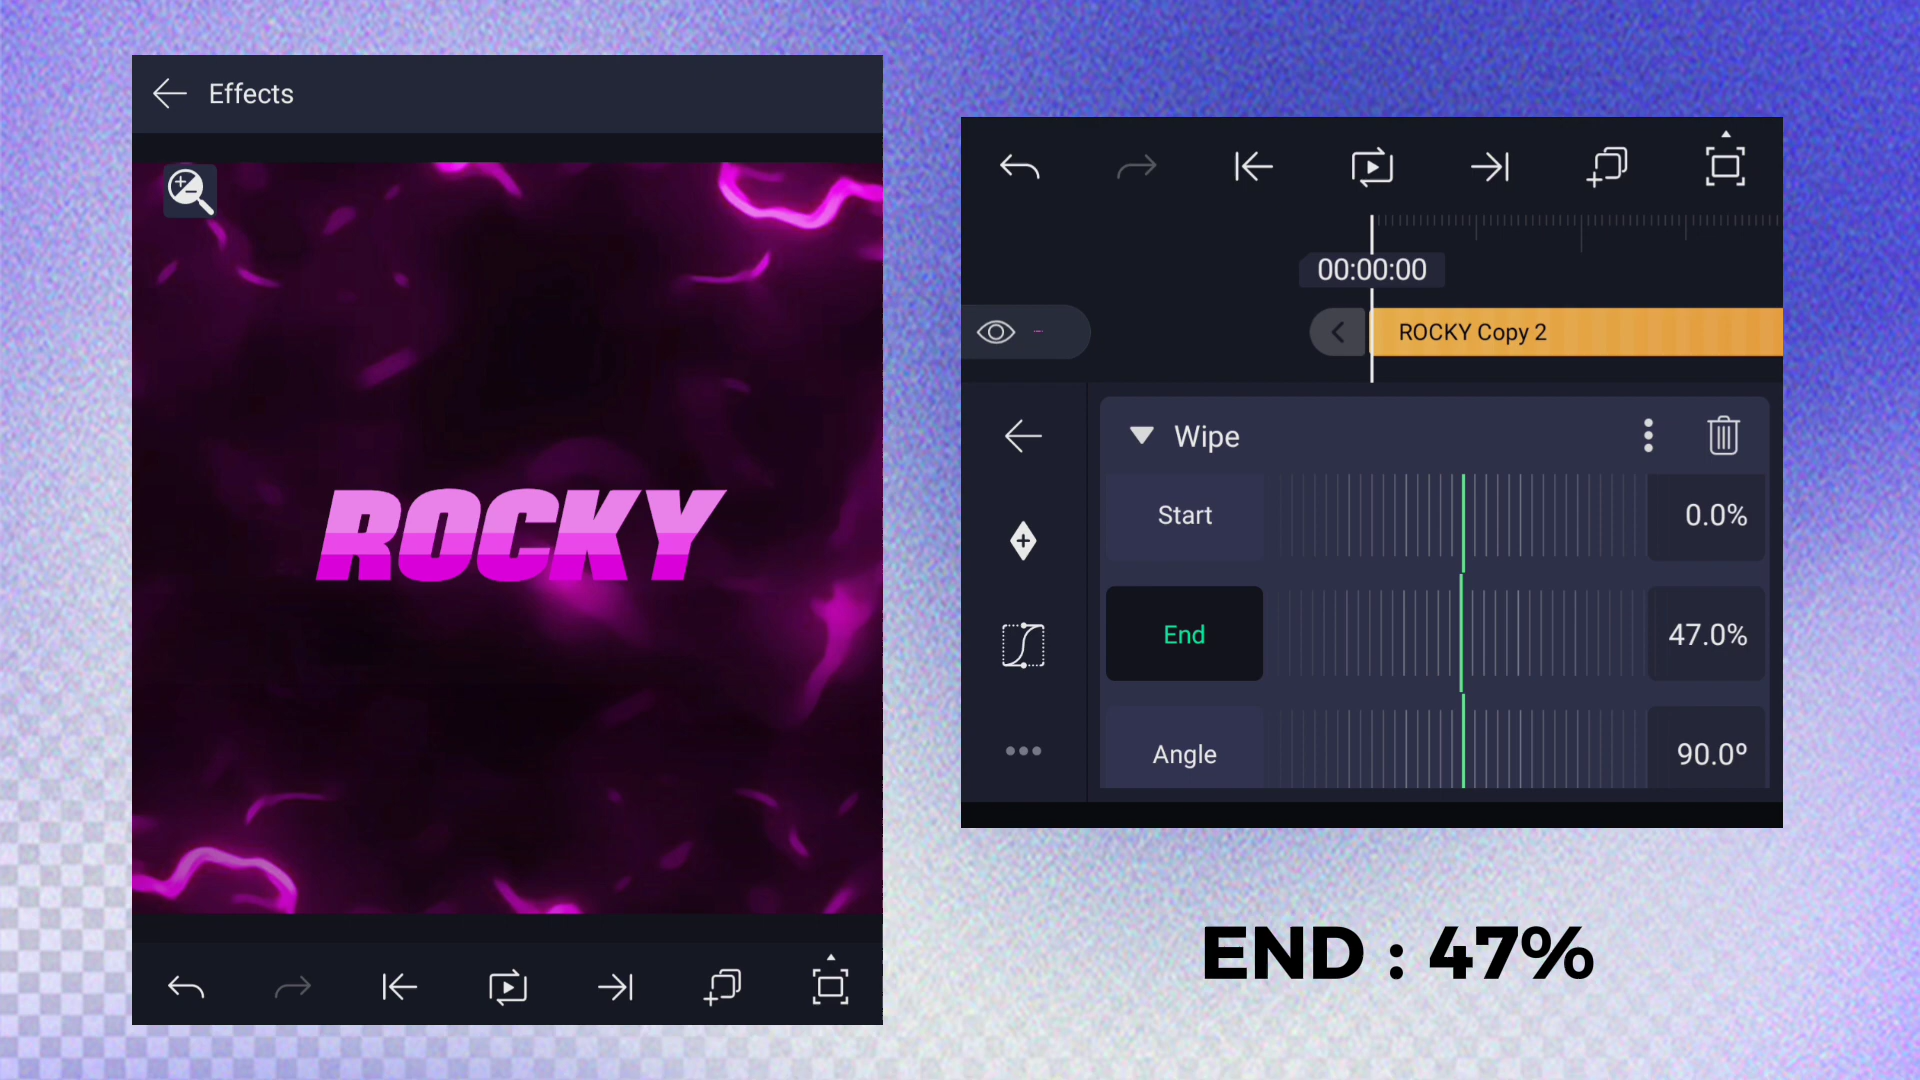 Effects
ROCKY
00:00:00
ROCKY Copy 2
Wipe
Start
0.0%
End
47.0%
Angle
90.0º
END : 47%